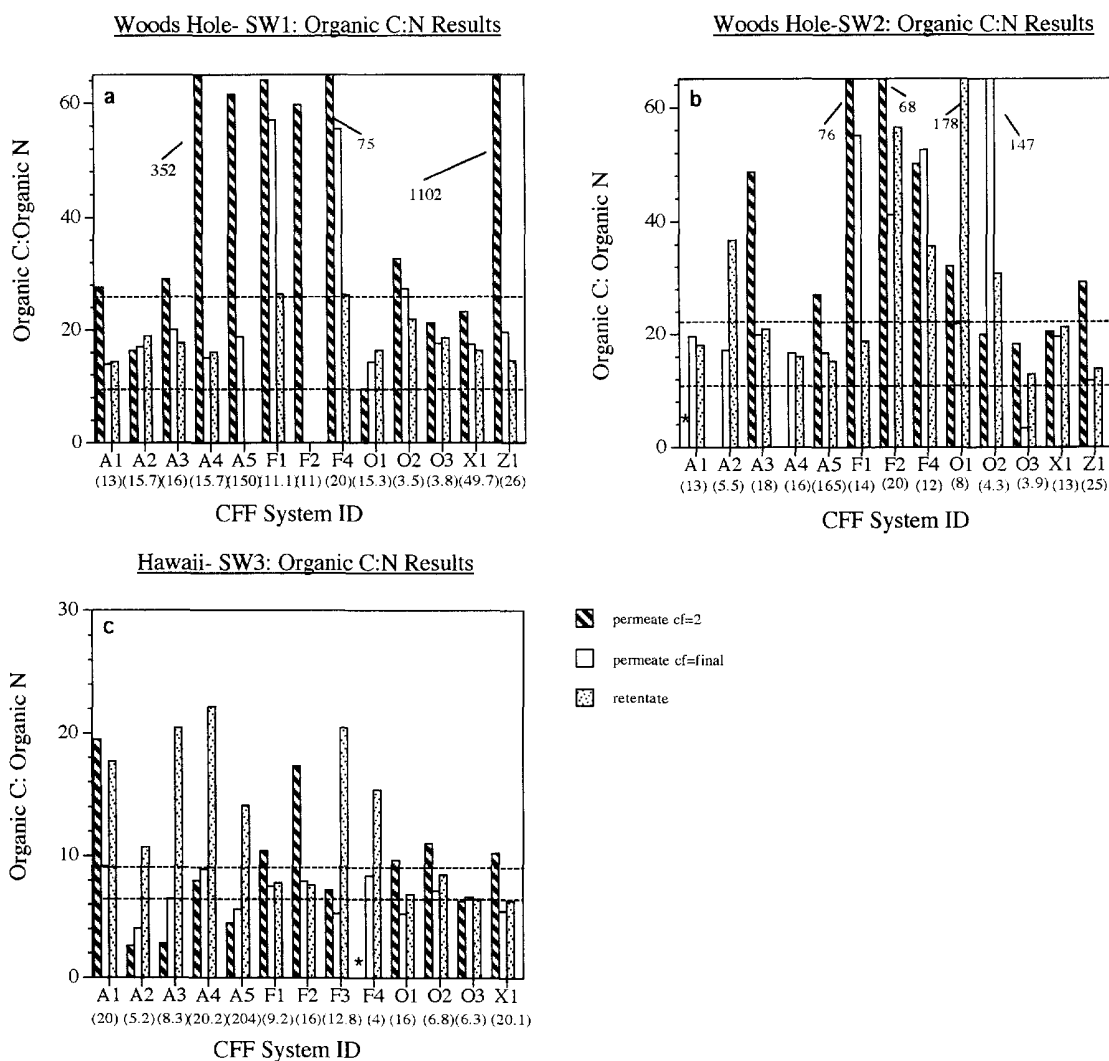 Woods Hole- SW1: Organic C:N Results
a
Organic C:Organic N
60
40
20
0
352
75
1102
A1 A2 A3 A4 A5 F1 F2 F4 O1 O2 O3 X1 Z1
(13) (15.7) (16) (15.7) (150) (11.1) (11) (20) (15.3) (3.5) (3.8) (49.7) (26)
CFF System ID
Woods Hole-SW2: Organic C:N Results
b
Organic C: Organic N
60
40
20
0
76
68
178
147
*
A1 A2 A3 A4 A5 F1 F2 F4 O1 O2 O3 X1 Z1
(13) (5.5) (18) (16) (165) (14) (20) (12) (8) (4.3) (3.9) (13) (25)
CFF System ID
Hawaii- SW3: Organic C:N Results
c
Organic C: Organic N
30
20
10
0
*
A1 A2 A3 A4 A5 F1 F2 F3 F4 O1 O2 O3 X1
(20) (5.2) (8.3) (20.2) (204) (9.2) (16) (12.8) (4) (16) (6.8) (6.3) (20.1)
CFF System ID
permeate cf=2
permeate cf=final
retentate